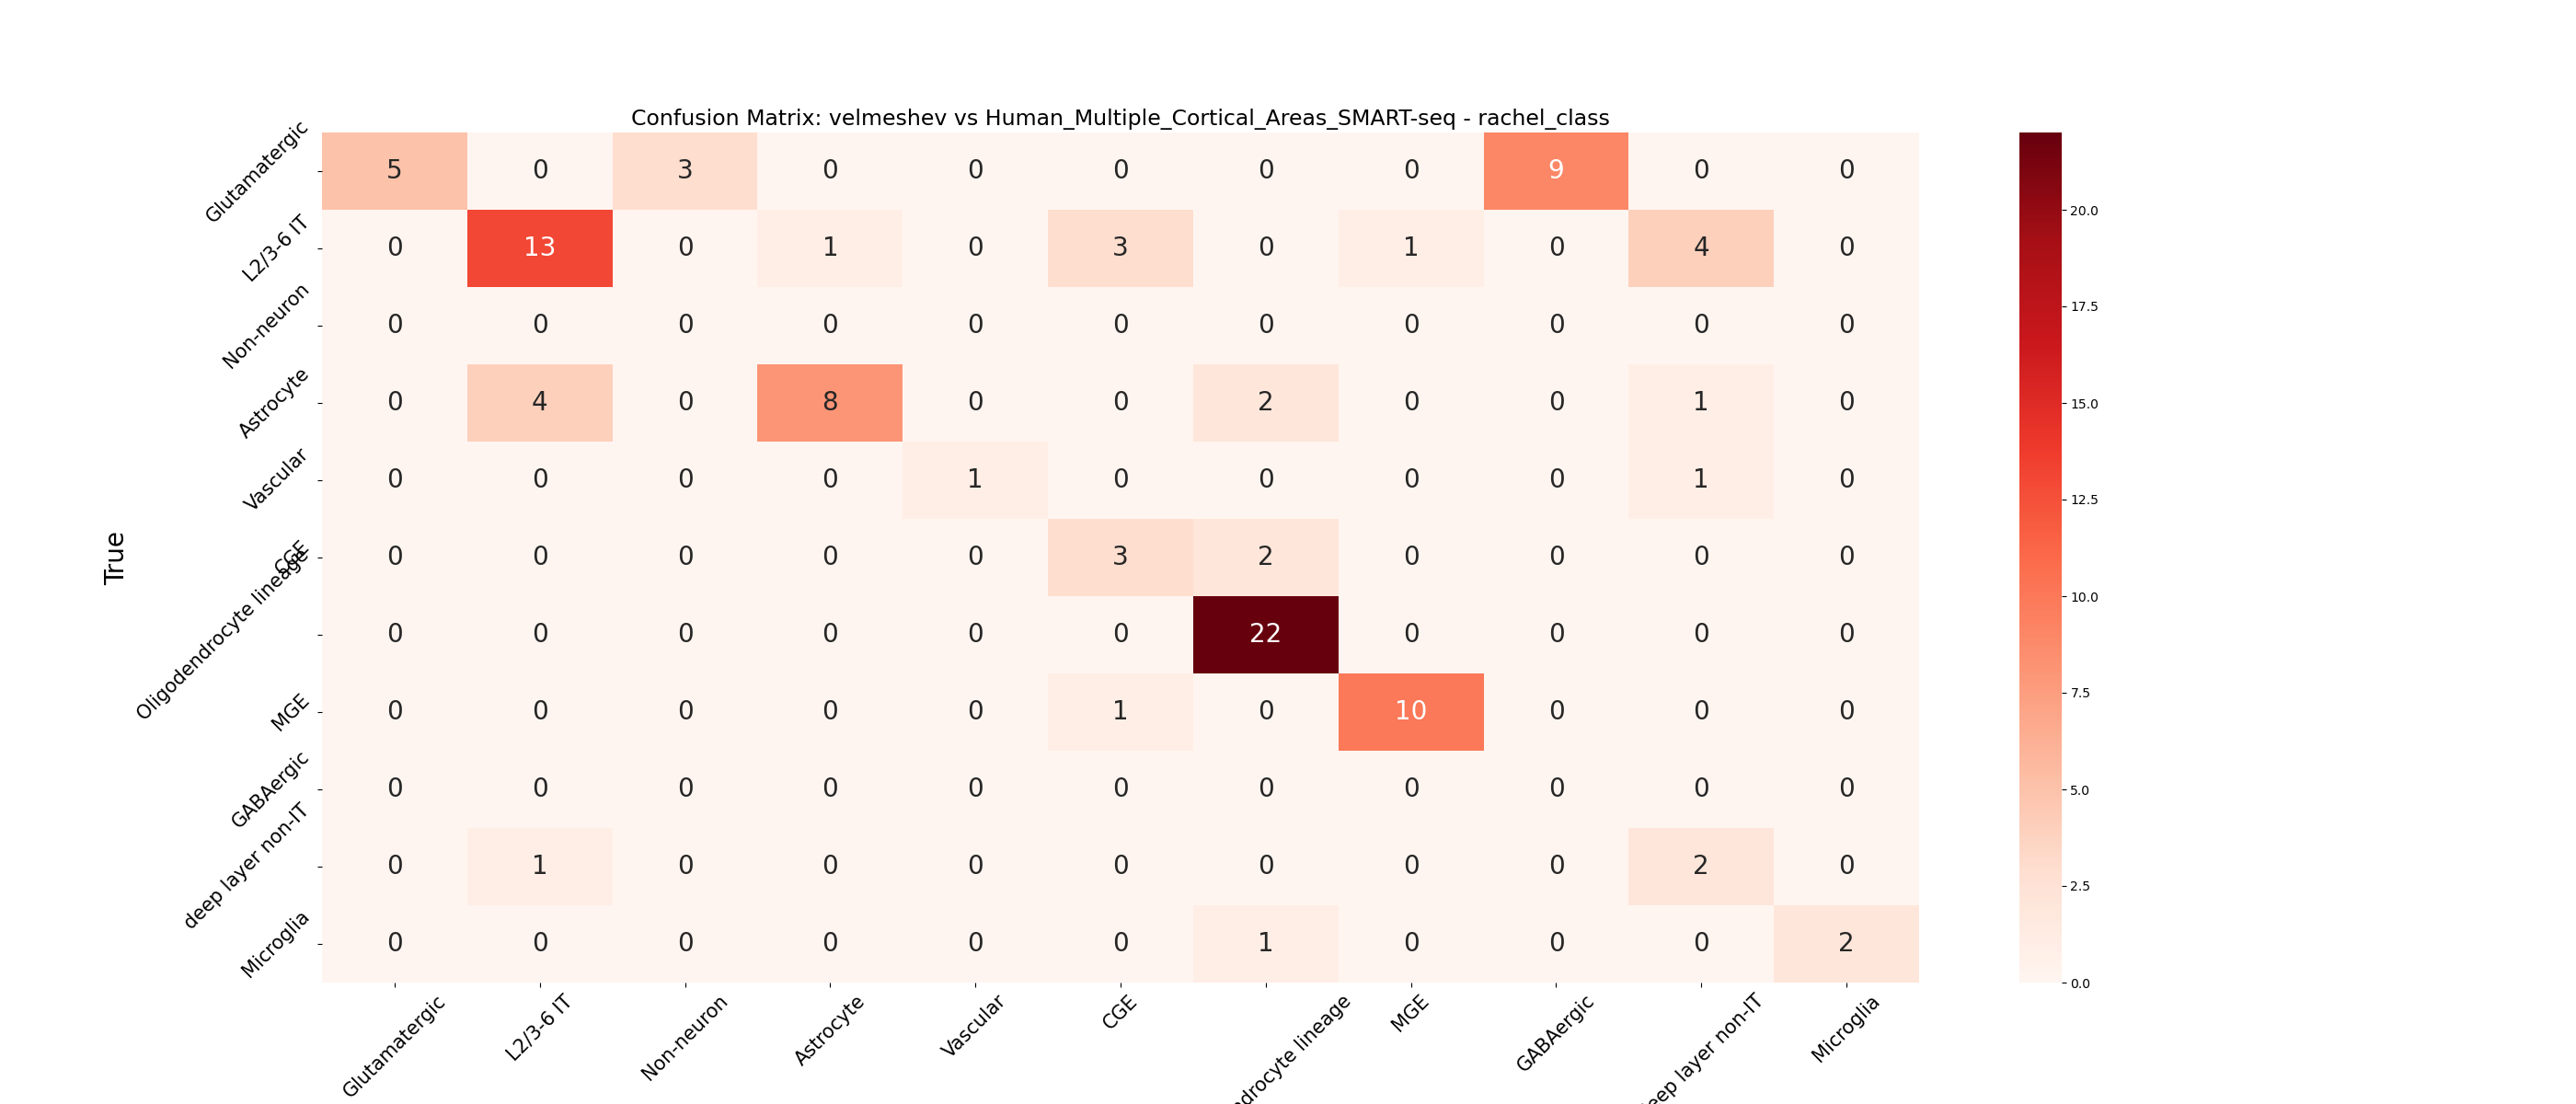 Confusion Matrix: velmeshev vs Human_Multiple_Cortical_Areas_SMART-seq - rachel_class
Glutamatergic 5 0 3 0 0 0 0 0 9 0 0
L2/3-6 IT 0 13 0 1 0 3 0 1 0 4 0
Non-neuron 0 0 0 0 0 0 0 0 0 0 0
Astrocyte 0 4 0 8 0 0 2 0 0 1 0
Vascular 0 0 0 0 1 0 0 0 0 1 0
CGE 0 0 0 0 0 3 2 0 0 0 0
Oligodendrocyte lineage 0 0 0 0 0 0 22 0 0 0 0
MGE 0 0 0 0 0 1 0 10 0 0 0
GABAergic 0 0 0 0 0 0 0 0 0 0 0
deep layer non-IT 0 1 0 0 0 0 0 0 0 2 0
Microglia 0 0 0 0 0 0 1 0 0 0 2
True
Glutamatergic
L2/3-6 IT
Non-neuron
Astrocyte
Vascular
CGE
ndrocyte lineage
MGE
GABAergic
eep layer non-IT
Microglia
20.0
17.5
15.0
12.5
10.0
7.5
5.0
2.5
0.0